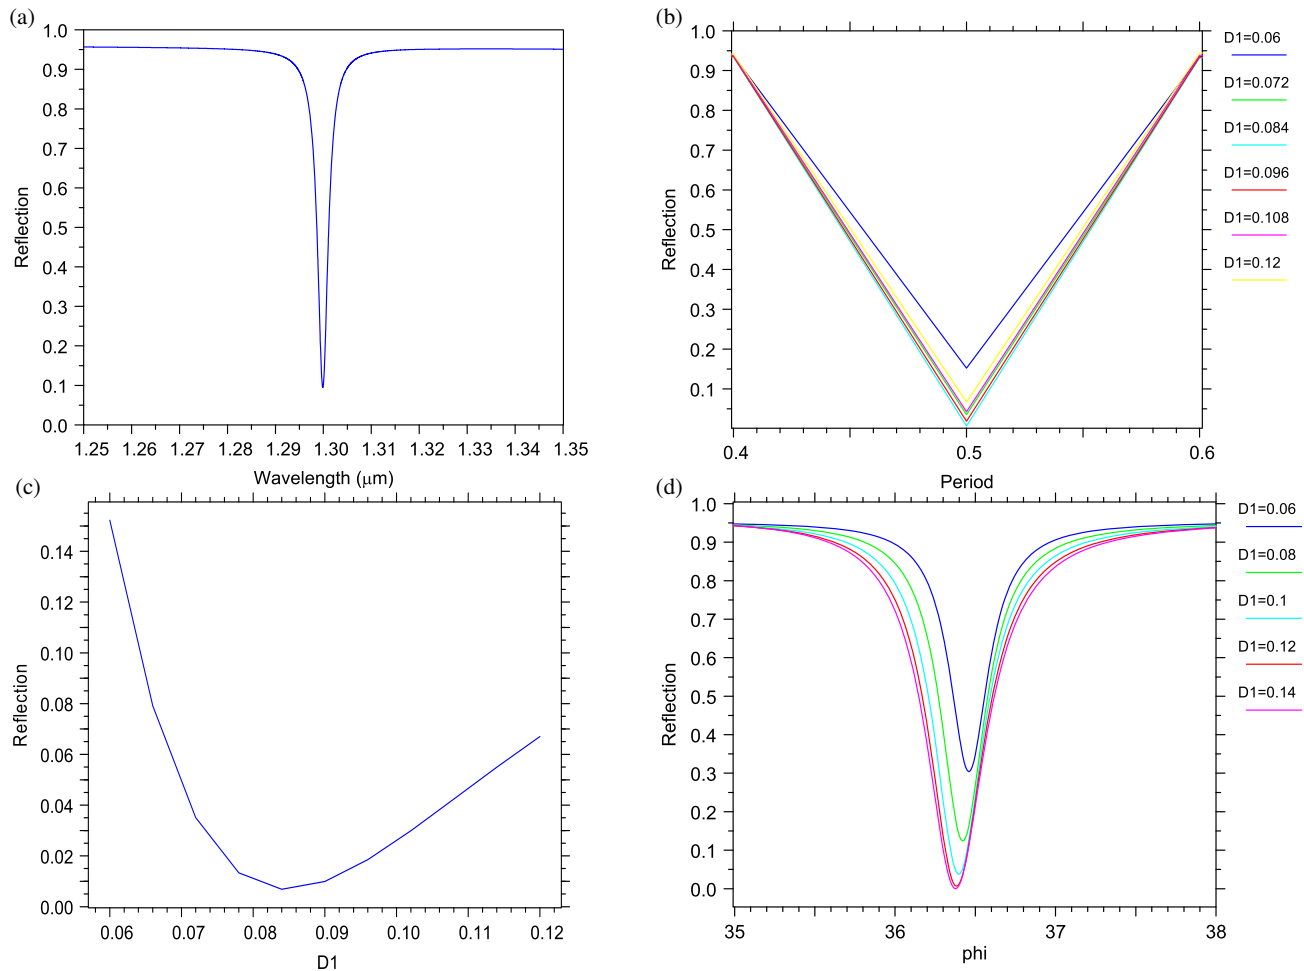 (a)
1.0
0.9
0.8
0.7
0.6
0.5
0.4
0.3
0.2
0.1
0.0
Reflection
1.25 1.26 1.27 1.28 1.29 1.30 1.31 1.32 1.33 1.34 1.35
Wavelength (μm)
(b)
1.0
0.9
0.8
0.7
0.6
0.5
0.4
0.3
0.2
0.1
Reflection
0.4 0.5 0.6
Period
D1=0.06
D1=0.072
D1=0.084
D1=0.096
D1=0.108
D1=0.12
(c)
0.14
0.12
0.10
0.08
0.06
0.04
0.02
0.00
Reflection
0.06 0.07 0.08 0.09 0.10 0.11 0.12
D1
(d)
1.0
0.9
0.8
0.7
0.6
0.5
0.4
0.3
0.2
0.1
0.0
Reflection
35 36 37 38
phi
D1=0.06
D1=0.08
D1=0.1
D1=0.12
D1=0.14